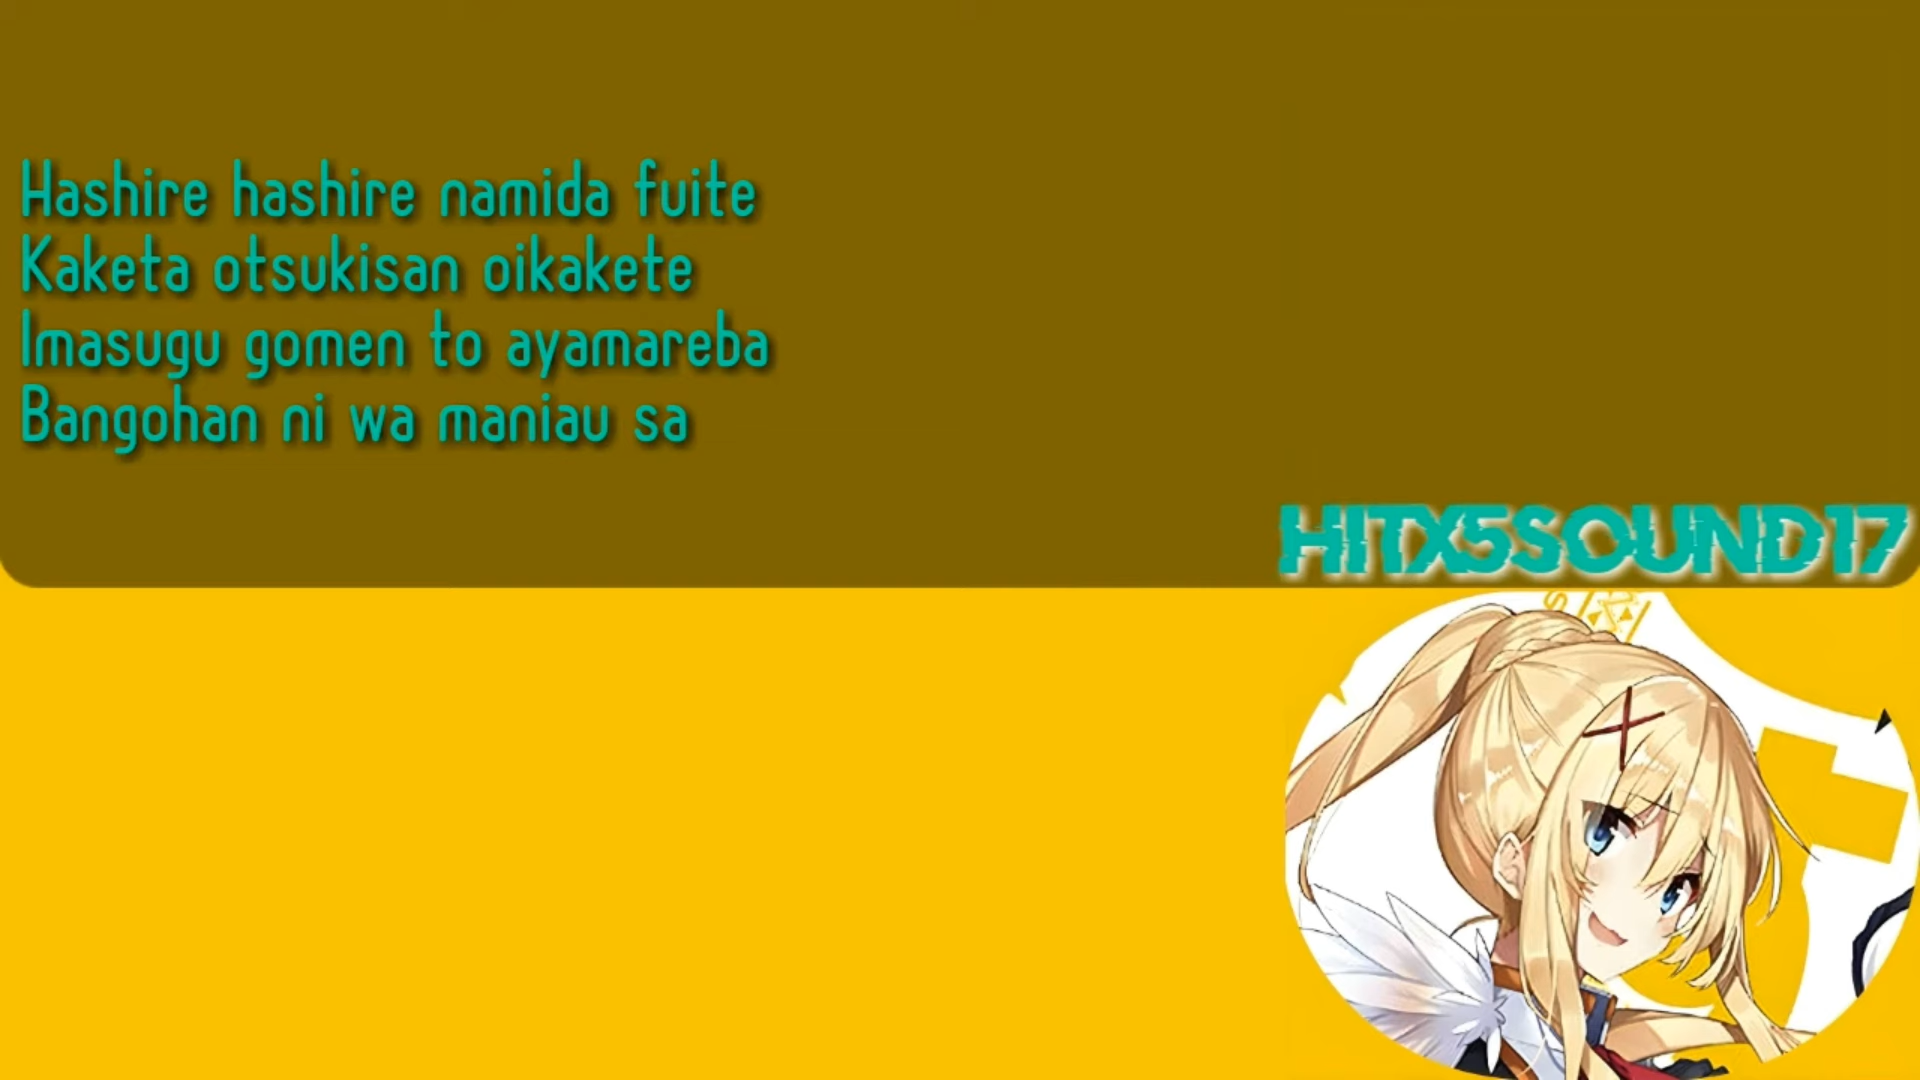 Hashire hashire namida fuite
Kaketa otsukisan oikakete
Imasugu gomen to ayamareba
Bangohan ni wa maniau sa
HITX5SOUND17